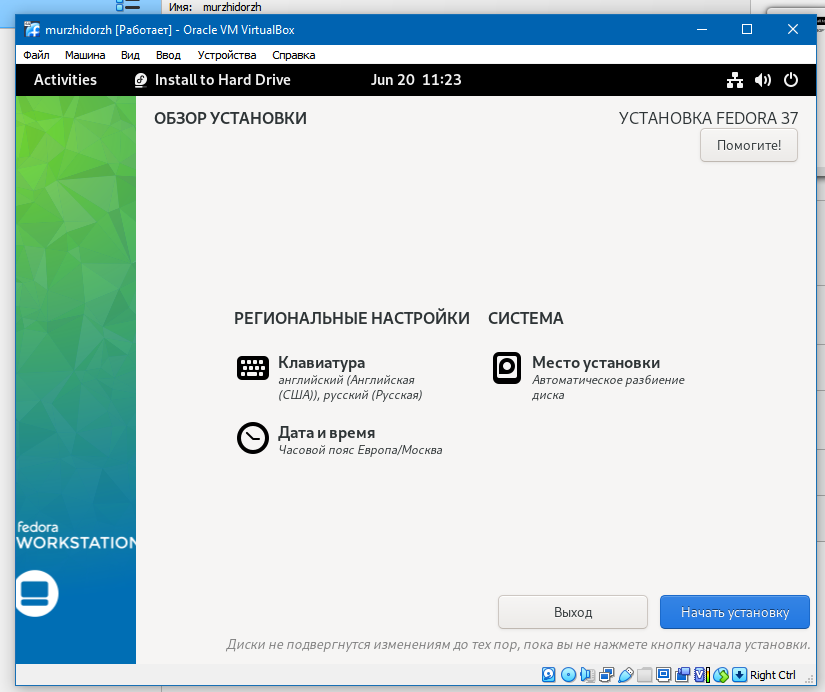 Имя: murzhidorzh
murzhidorzh [Работает] - Oracle VM VirtualBox
Файл Машина Вид Ввод Устройства Справка
Activities Install to Hard Drive Jun 20 11:23
ОБЗОР УСТАНОВКИ
УСТАНОВКА FEDORA 37
Помогите!
РЕГИОНАЛЬНЫЕ НАСТРОЙКИ
Клавиатура
английский (Английская
(США)), русский (Русская)
Дата и время
Часовой пояс Европа/Москва
СИСТЕМА
Место установки
Автоматическое разбиение
диска
fedora
WORKSTATION
Выход
Начать установку
Диски не подвергнутся изменениям до тех пор, пока вы не нажмете кнопку начала установки.
Right Ctrl